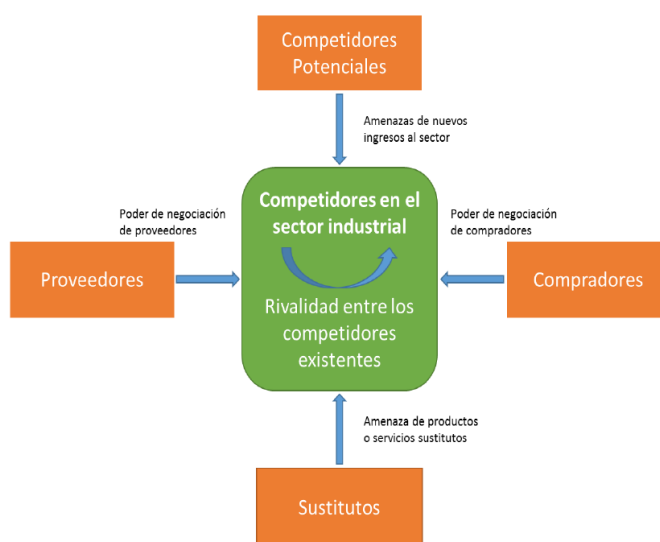 Competidores
Potenciales
Amenazas de nuevos
ingresos al sector
Poder de negociación
de proveedores
Competidores en el
sector industrial
Poder de negociación
de compradores
Proveedores
Rivalidad entre los
competidores
existentes
Compradores
Amenaza de productos
o servicios sustitutos
Sustitutos